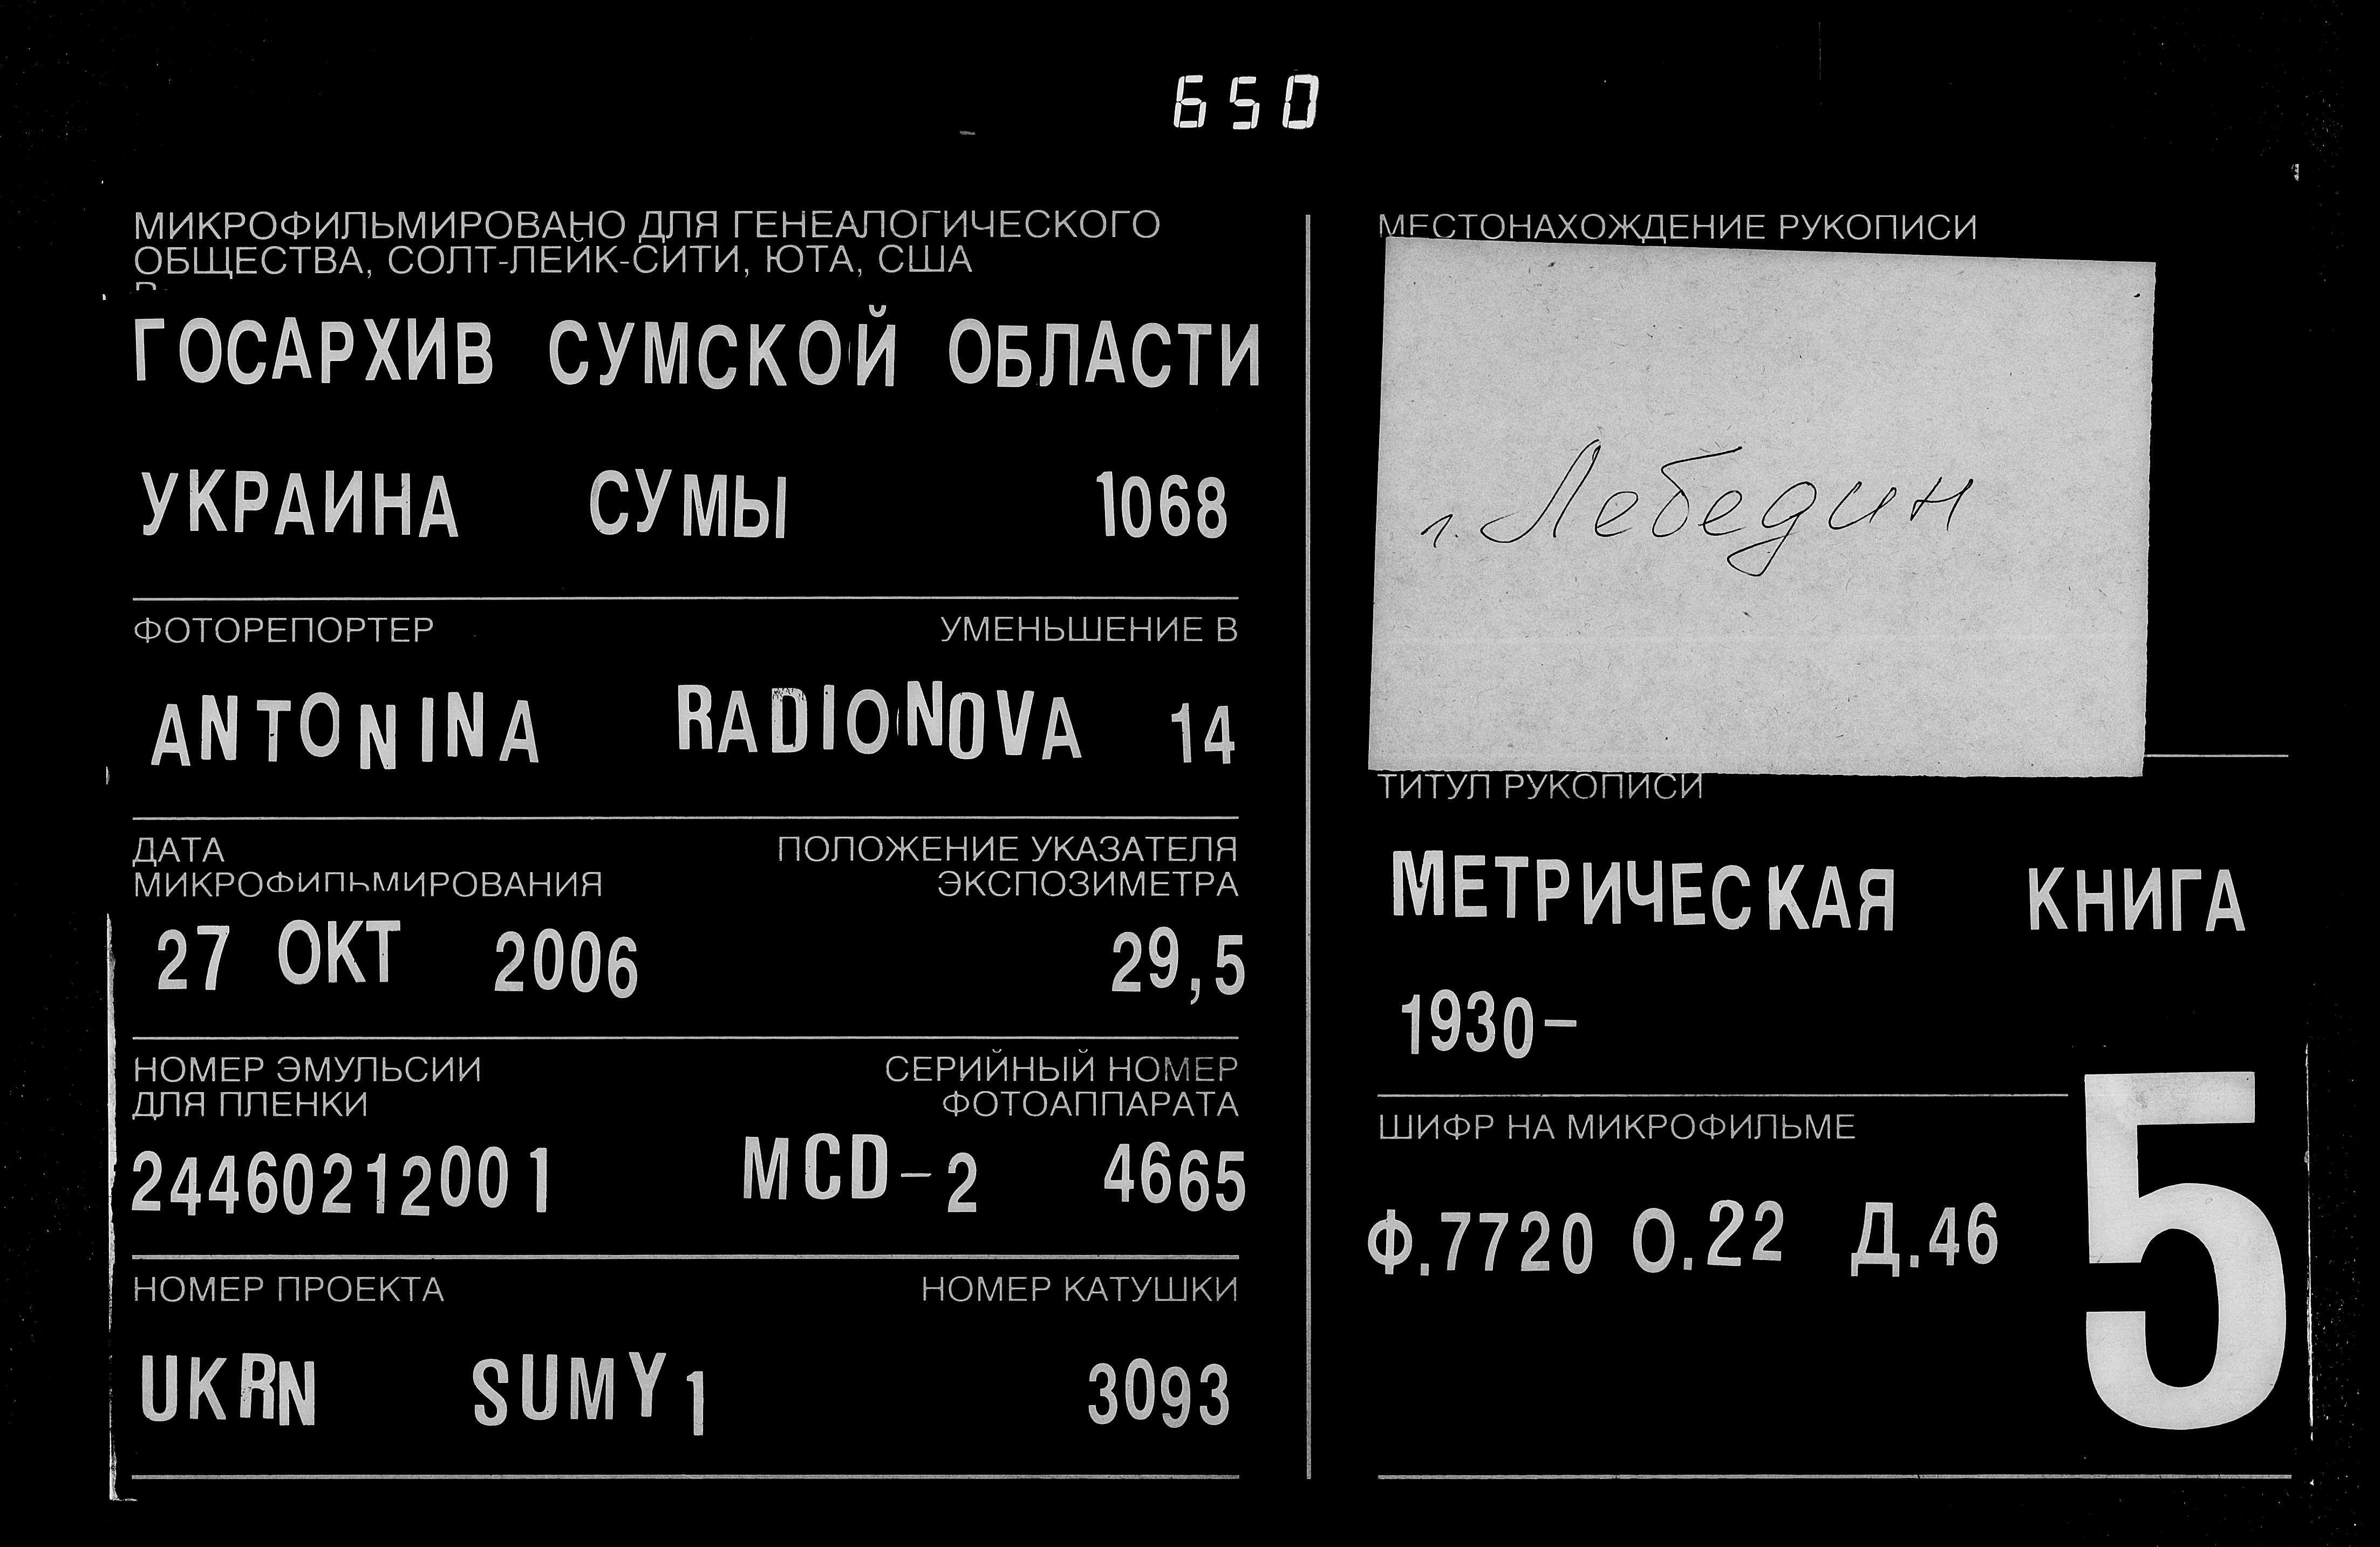 650
МИКРОФИЛЬМИРОВАНО ДЛЯ ГЕНЕАЛОГИЧЕСКОГО
ОБЩЕСТВА, СОЛТ-ЛЕЙК-СИТИ, ЮТА, США
ГОСАРХИВ СУМСКОЙ ОБЛАСТИ
УКРАИНА СУМЫ 1068
ФОТОРЕПОРТЕР УМЕНЬШЕНИЕ В
ANTONINA RADIONOVA 14
ДАТА ПОЛОЖЕНИЕ УКАЗАТЕЛЯ
МИКРОФИЛЬМИРОВАНИЯ ЭКСПОЗИМЕТРА
27 ОКТ 2006 29,5
НОМЕР ЭМУЛЬСИИ СЕРИЙНЫЙ НОМЕР
ДЛЯ ПЛЕНКИ ФОТОАППАРАТА
24460212001 MCD-2 4665
НОМЕР ПРОЕКТА НОМЕР КАТУШКИ
UKRN SUMY1 3093
МЕСТОНАХОЖДЕНИЕ РУКОПИСИ
г. Лебедин
ТИТУЛ РУКОПИСИ
МЕТРИЧЕСКАЯ КНИГА
1930-
ШИФР НА МИКРОФИЛЬМЕ
Ф.7720 О.22 Д.46
5